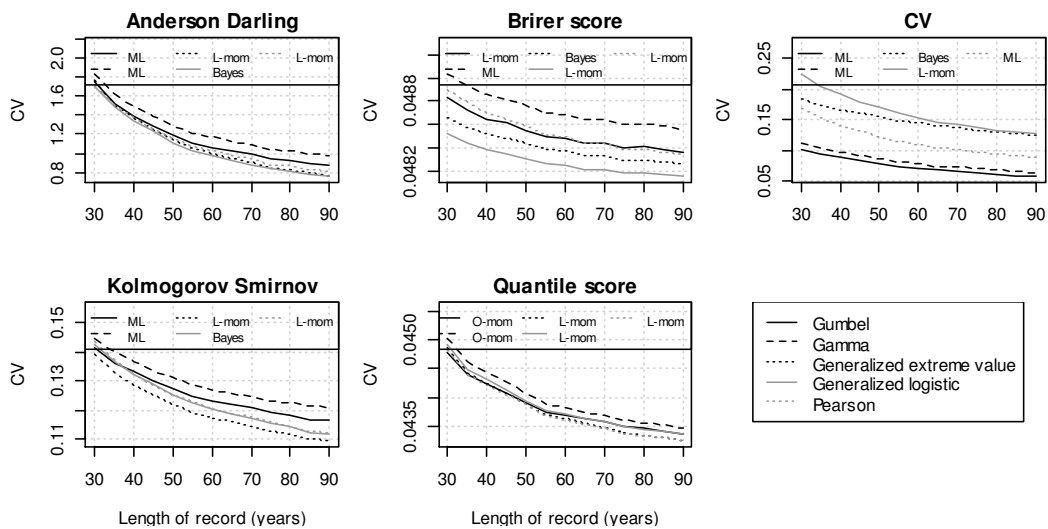 Anderson Darling
CV
2.0
1.6
1.2
0.8
ML L-mom L-mom
ML Bayes
30 40 50 60 70 80 90
Brirer score
CV
0.0488
0.0482
L-mom Bayes L-mom
ML L-mom
30 40 50 60 70 80 90
CV
CV
0.25
0.15
0.05
ML Bayes ML
ML L-mom
30 40 50 60 70 80 90
Kolmogorov Smirnov
CV
0.15
0.13
0.11
ML L-mom L-mom
ML Bayes
30 40 50 60 70 80 90
Length of record (years)
Quantile score
CV
0.0450
0.0435
O-mom L-mom L-mom
O-mom L-mom
30 40 50 60 70 80 90
Length of record (years)
Gumbel
Gamma
Generalized extreme value
Generalized logistic
Pearson